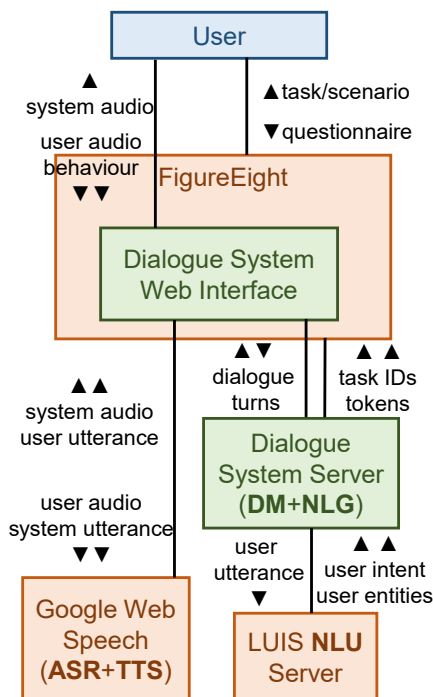 User
▲
system audio
▲task/scenario
▼questionnaire
user audio
behaviour
▼ ▼
FigureEight
Dialogue System
Web Interface
▲ ▼
dialogue
turns
▲ ▲
task IDs
tokens
▲ ▲
system audio
user utterance
Dialogue
System Server
(DM+NLG)
user audio
system utterance
▼ ▼
user
utterance
▼
▲ ▲
user intent
user entities
Google Web
Speech
(ASR+TTS)
LUIS NLU
Server